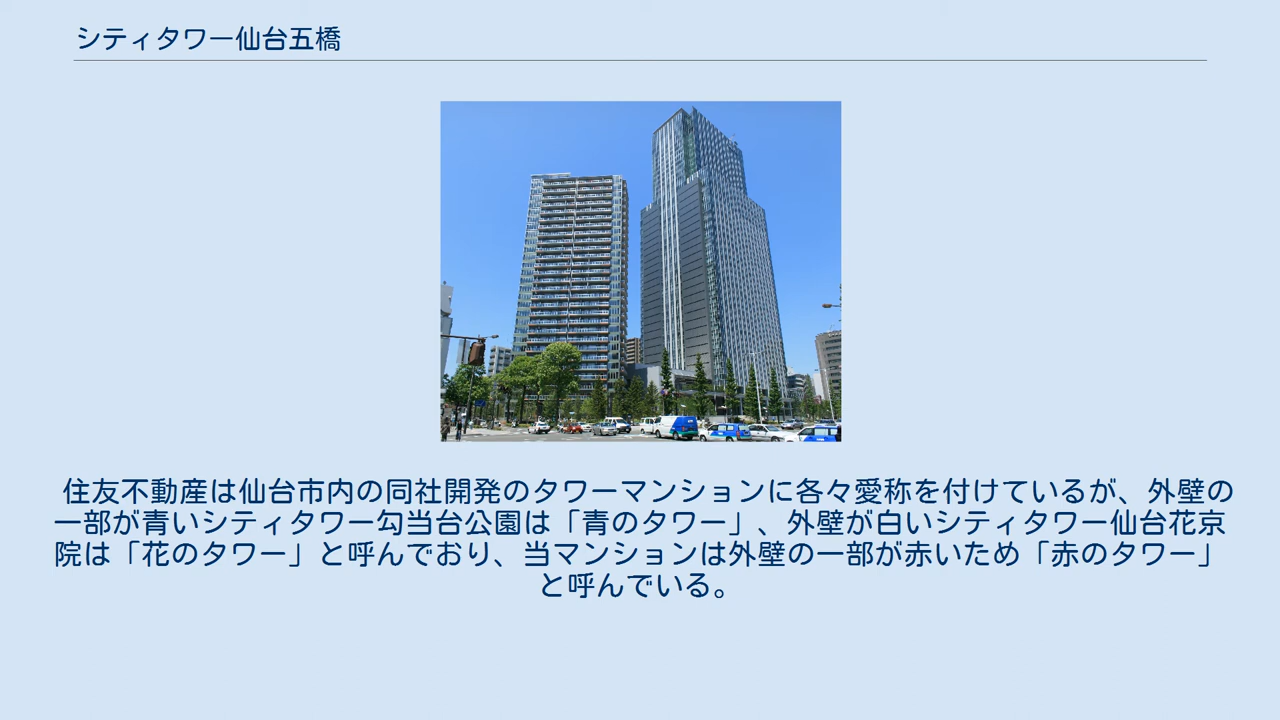 シティタワー仙台五橋
住友不動産は仙台市内の同社開発のタワーマンションに各々愛称を付けているが、外壁の
一部が青いシティタワー勾当台公園は「青のタワー」、外壁が白いシティタワー仙台花京
院は「花のタワー」と呼んでおり、当マンションは外壁の一部が赤いため「赤のタワー」
と呼んでいる。